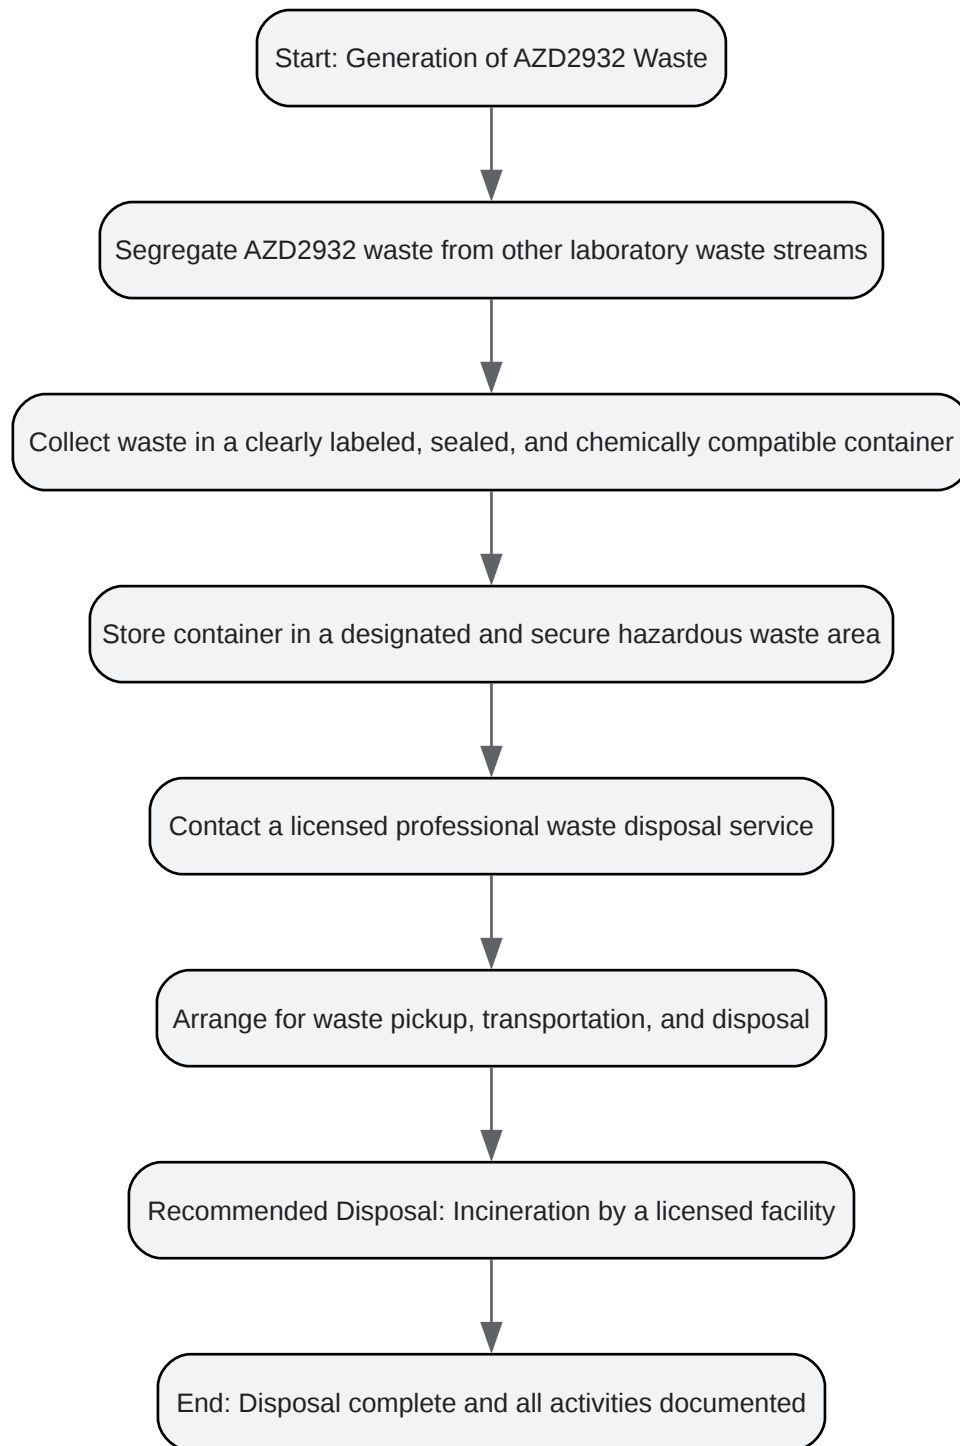 Start: Generation of AZD2932 Waste
Segregate AZD2932 waste from other laboratory waste streams
Collect waste in a clearly labeled, sealed, and chemically compatible container
Store container in a designated and secure hazardous waste area
Contact a licensed professional waste disposal service
Arrange for waste pickup, transportation, and disposal
Recommended Disposal: Incineration by a licensed facility
End: Disposal complete and all activities documented